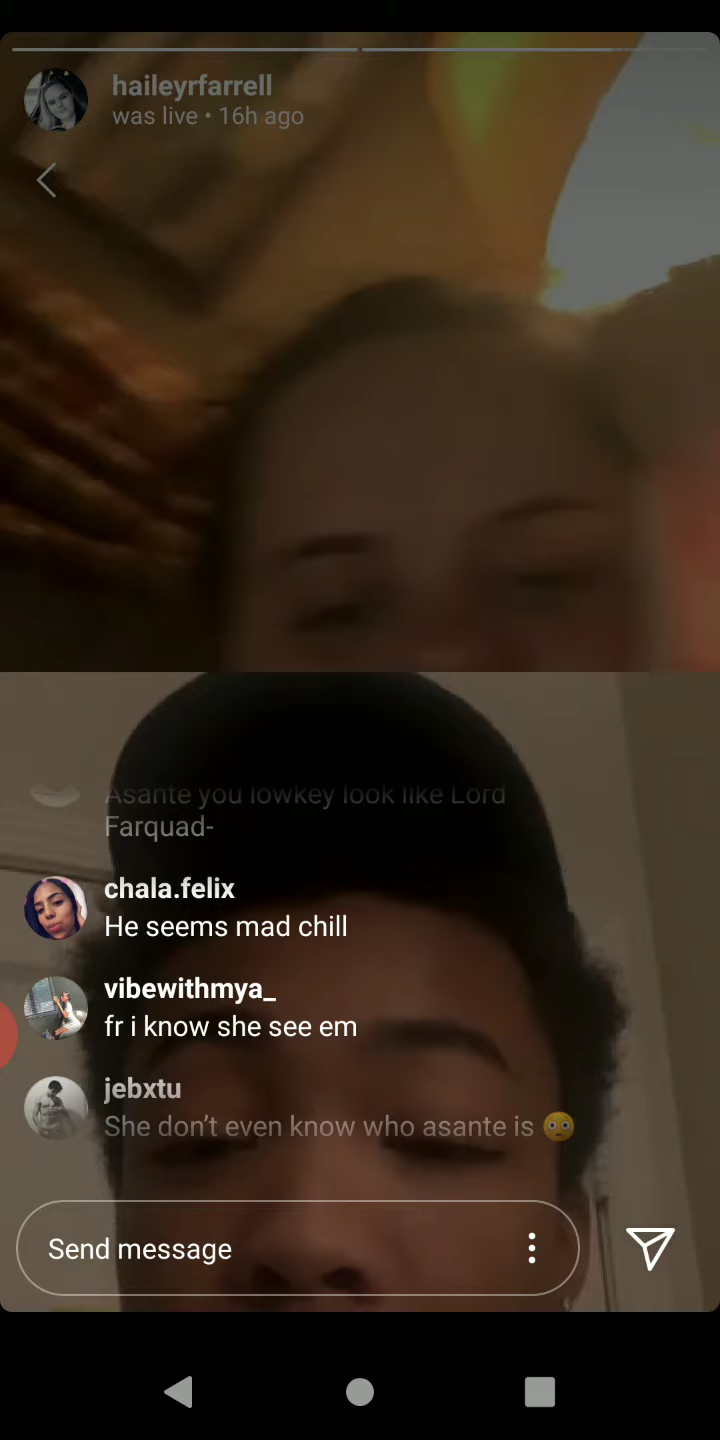 haileyrfarrell
was live • 16h ago
Asante you lowkey look like Lord
Farquad-
chala.felix
He seems mad chill
vibewithmya_
fr i know she see em
jebxtu
She don’t even know who asante is 😳
Send message